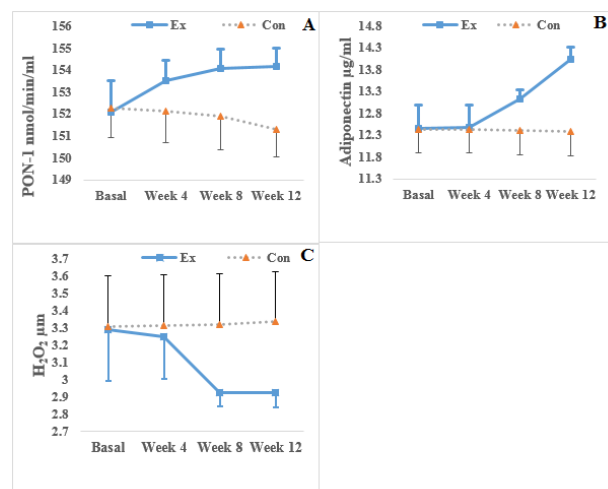 A
Ex Con
156
155
154
153
152
151
150
149
PON-1 nmol/min/ml
Basal Week 4 Week 8 Week 12
B
Ex Con
14.8
14.3
13.8
13.3
12.8
12.3
11.8
11.3
Adiponectin µg/ml
Basal Week 4 Week 8 Week 12
C
Ex Con
3.7
3.6
3.5
3.4
3.3
3.2
3.1
3
2.9
2.8
2.7
H₂O₂ µm
Basal Week 4 Week 8 Week 12